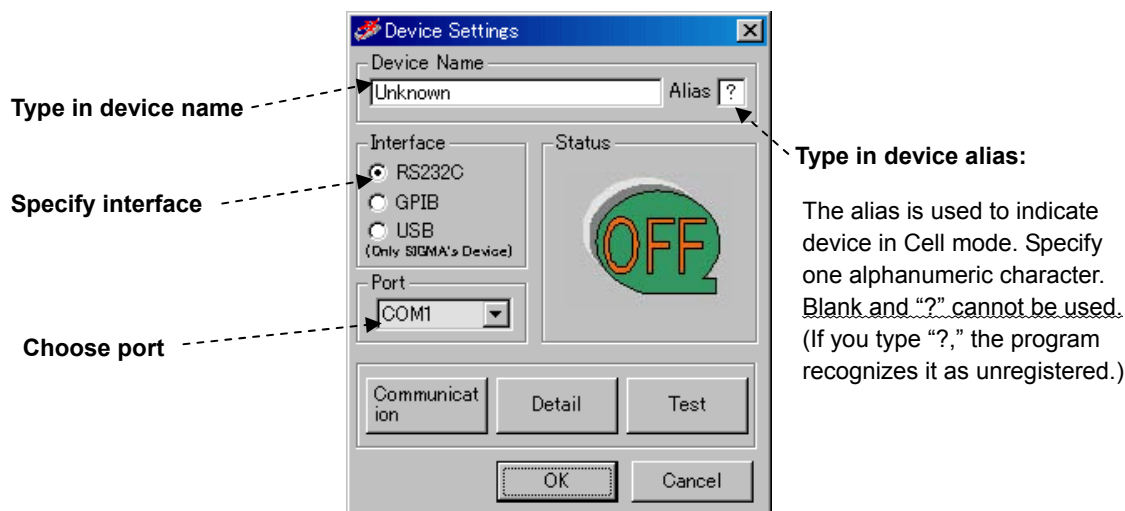 Device Settings
Device Name
Unknown
Alias ?
Type in device name
Interface
RS232C
GPIB
USB
(Only SIGMA's Device)
Specify interface
Status
OFF
Port
COM1
Choose port
Communicat
ion
Detail
Test
OK
Cancel
Type in device alias:
The alias is used to indicate
device in Cell mode. Specify
one alphanumeric character.
Blank and “?” cannot be used.
(If you type “?,” the program
recognizes it as unregistered.)